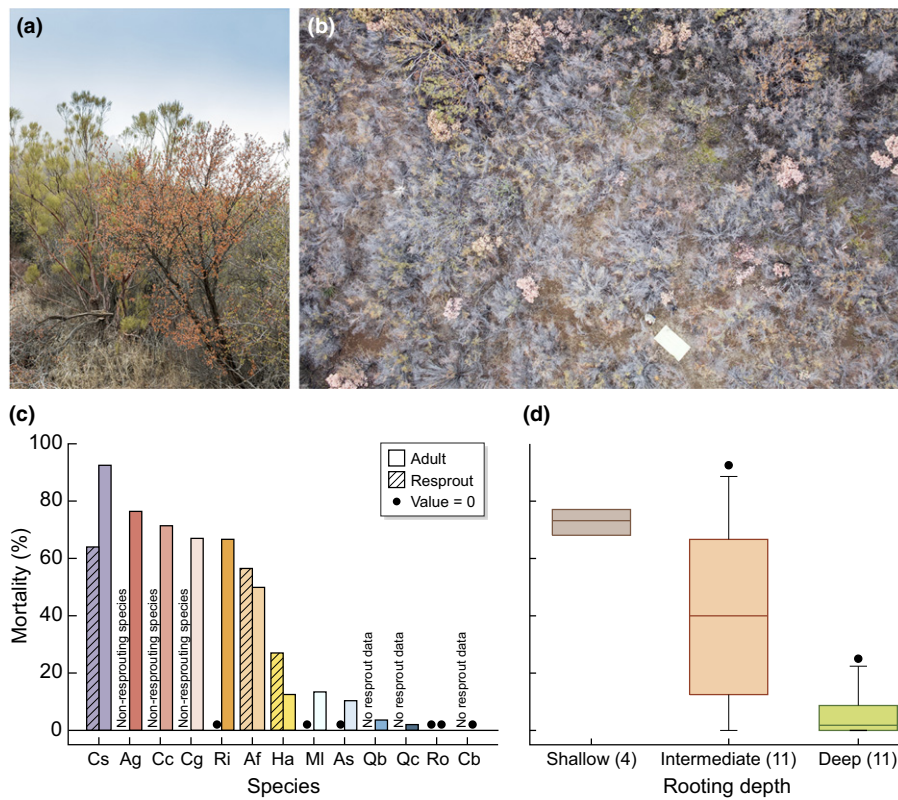 (a)
(b)
(c)
Mortality (%)
100
80
60
40
20
0
Adult
Resprout
Value = 0
Non-resprouting species
Non-resprouting species
Non-resprouting species
No resprout data
No resprout data
No resprout data
Cs Ag Cc Cg Ri Af Ha Ml As Qb Qc Ro Cb
Species
(d)
Shallow (4) Intermediate (11) Deep (11)
Rooting depth